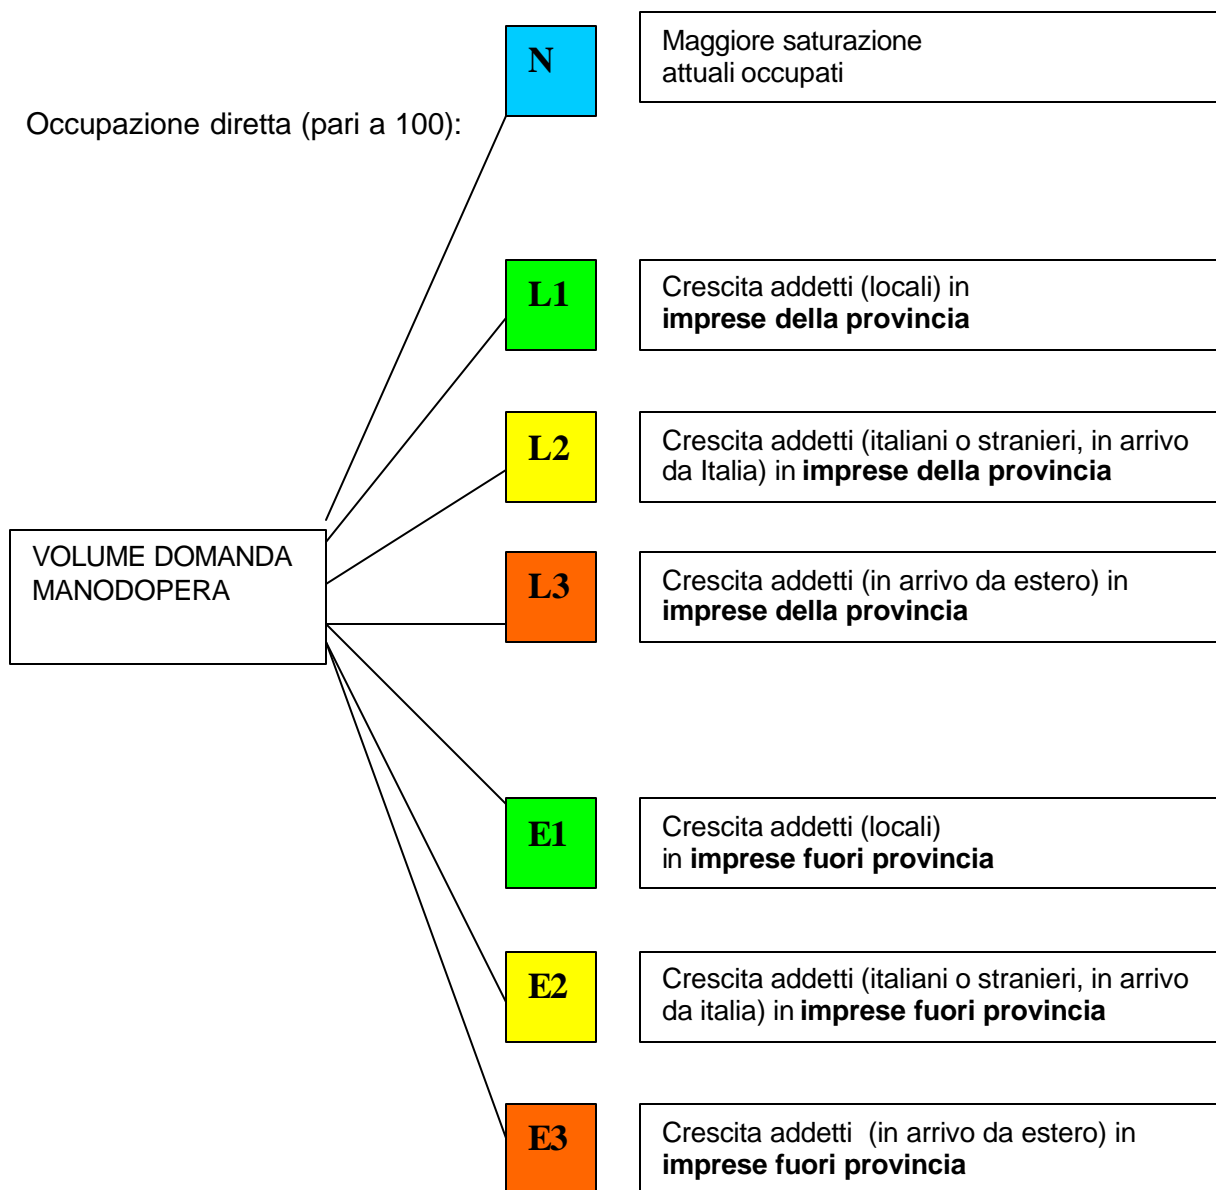 N
Maggiore saturazione
attuali occupati
Occupazione diretta (pari a 100):
L1
Crescita addetti (locali) in
imprese della provincia
L2
Crescita addetti (italiani o stranieri, in arrivo
da Italia) in imprese della provincia
VOLUME DOMANDA
MANODOPERA
L3
Crescita addetti (in arrivo da estero) in
imprese della provincia
E1
Crescita addetti (locali)
in imprese fuori provincia
E2
Crescita addetti (italiani o stranieri, in arrivo
da italia) in imprese fuori provincia
E3
Crescita addetti (in arrivo da estero) in
imprese fuori provincia